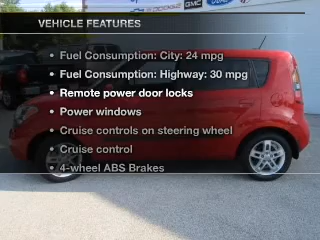 GMC
VEHICLE FEATURES
• Fuel Consumption: City: 24 mpg
• Fuel Consumption: Highway: 30 mpg
• Remote power door locks
• Power windows
• Cruise controls on steering wheel
• Cruise control
• 4-wheel ABS Brakes